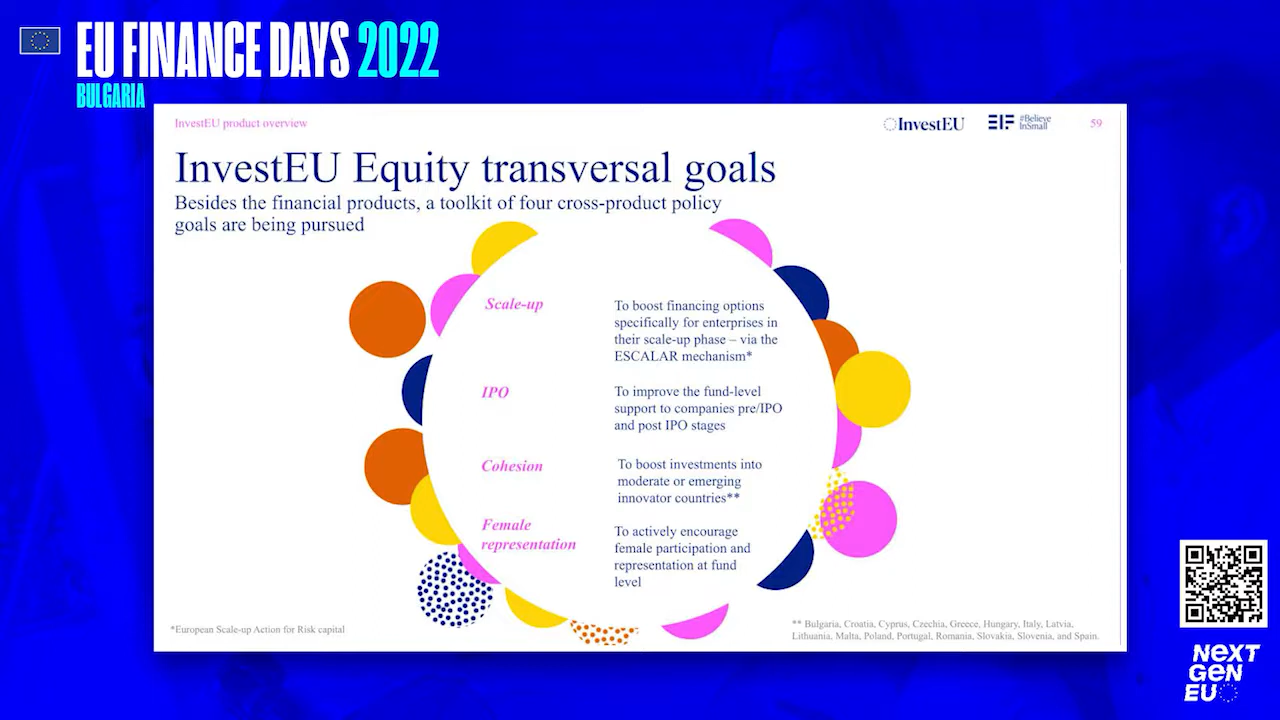 EU FINANCE DAYS 2022
BULGARIA
InvestEU product overview
InvestEU
EIF
#Believe
InSmall
59
InvestEU Equity transversal goals
Besides the financial products, a toolkit of four cross-product policy
goals are being pursued
Scale-up
To boost financing options
specifically for enterprises in
their scale-up phase – via the
ESCALAR mechanism*
IPO
To improve the fund-level
support to companies pre/IPO
and post IPO stages
Cohesion
To boost investments into
moderate or emerging
innovator countries**
Female
representation
To actively encourage
female participation and
representation at fund
level
*European Scale-up Action for Risk capital
** Bulgaria, Croatia, Cyprus, Czechia, Greece, Hungary, Italy, Latvia,
Lithuania, Malta, Poland, Portugal, Romania, Slovakia, Slovenia, and Spain.
NEXT
GEN
EU